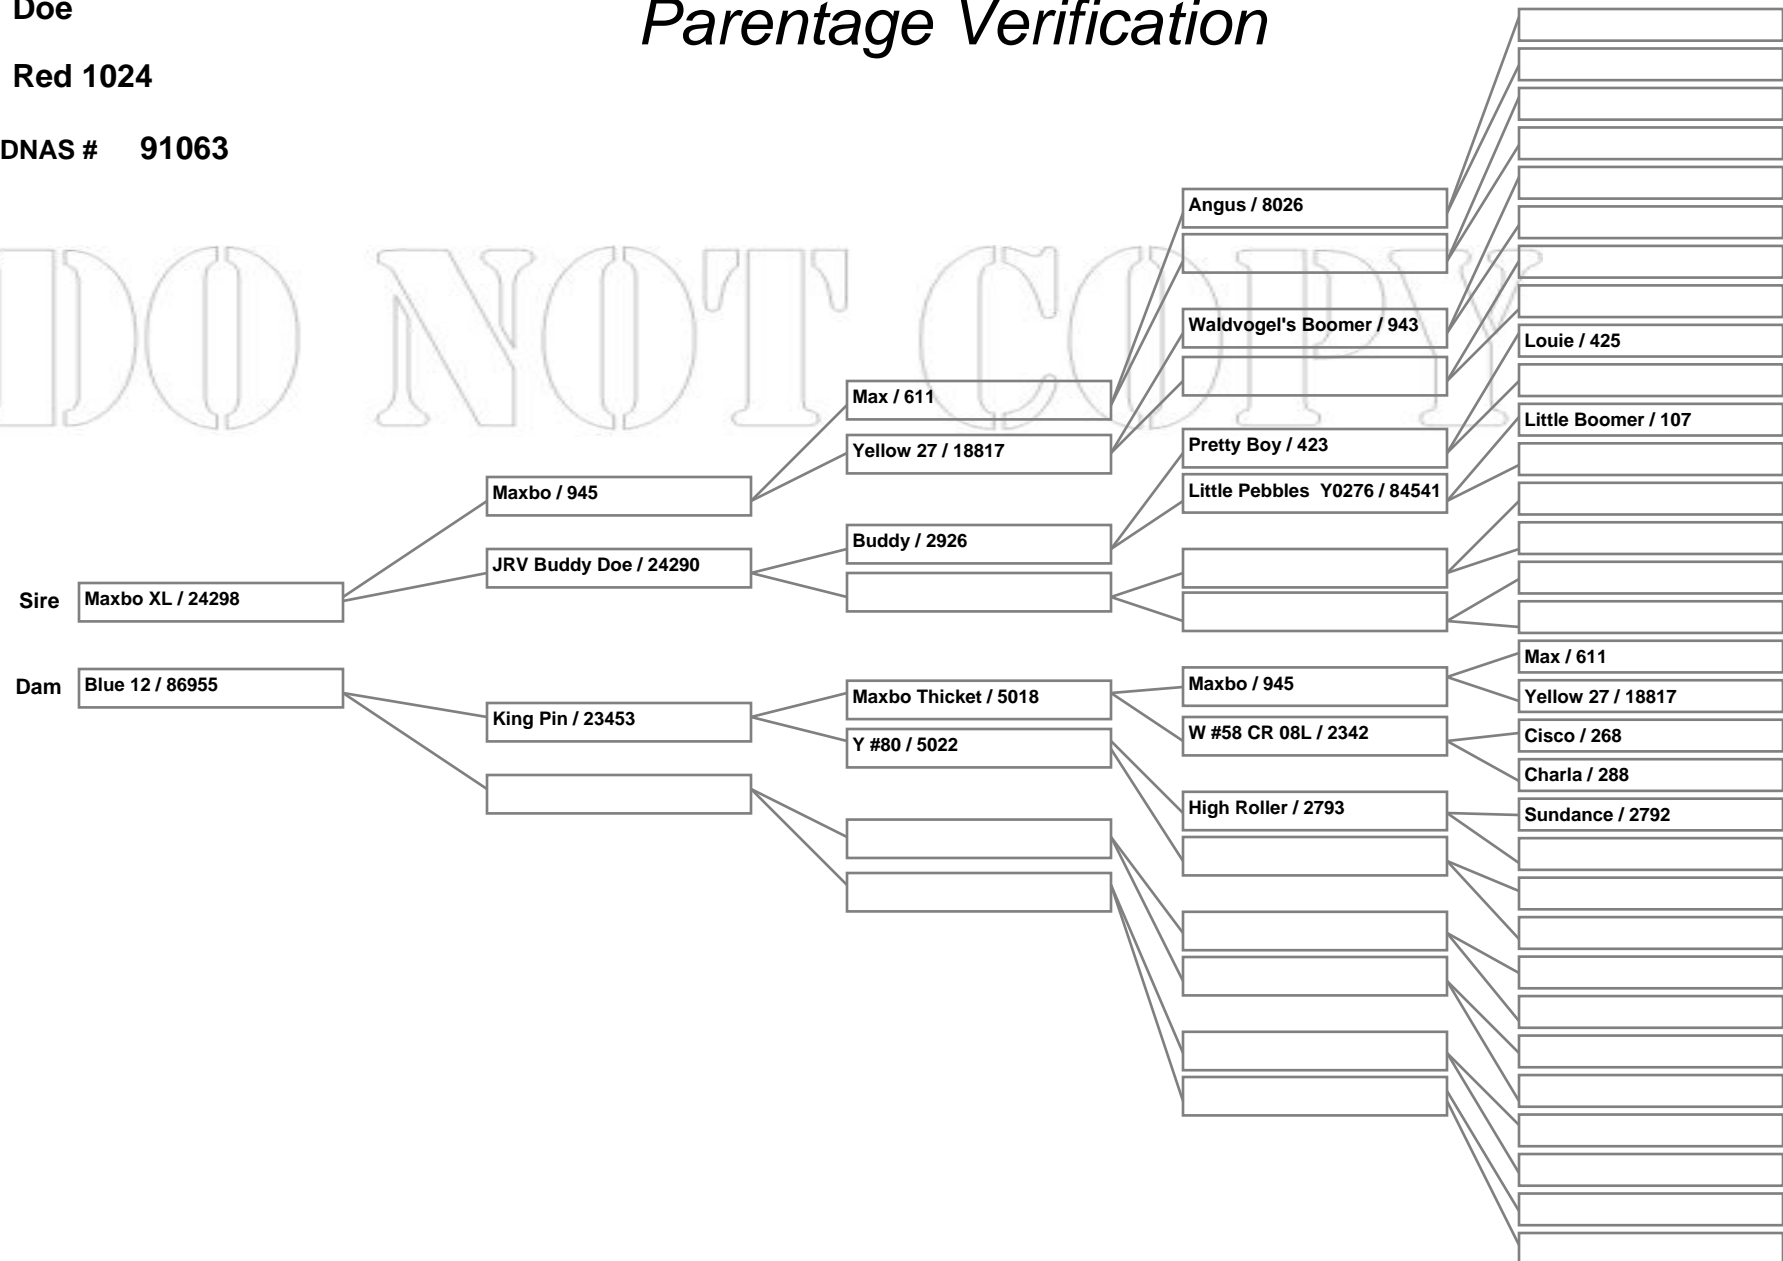 Doe
Parentage Verification
Red 1024
DNAS # 91063
DO NOT COPY
Sire
Maxbo XL / 24298
Dam
Blue 12 / 86955
Maxbo / 945
JRV Buddy Doe / 24290
King Pin / 23453
Max / 611
Yellow 27 / 18817
Buddy / 2926
Maxbo Thicket / 5018
Y #80 / 5022
Angus / 8026
Waldvogel's Boomer / 943
Pretty Boy / 423
Little Pebbles  Y0276 / 84541
Maxbo / 945
W #58 CR 08L / 2342
High Roller / 2793
Louie / 425
Little Boomer / 107
Max / 611
Yellow 27 / 18817
Cisco / 268
Charla / 288
Sundance / 2792